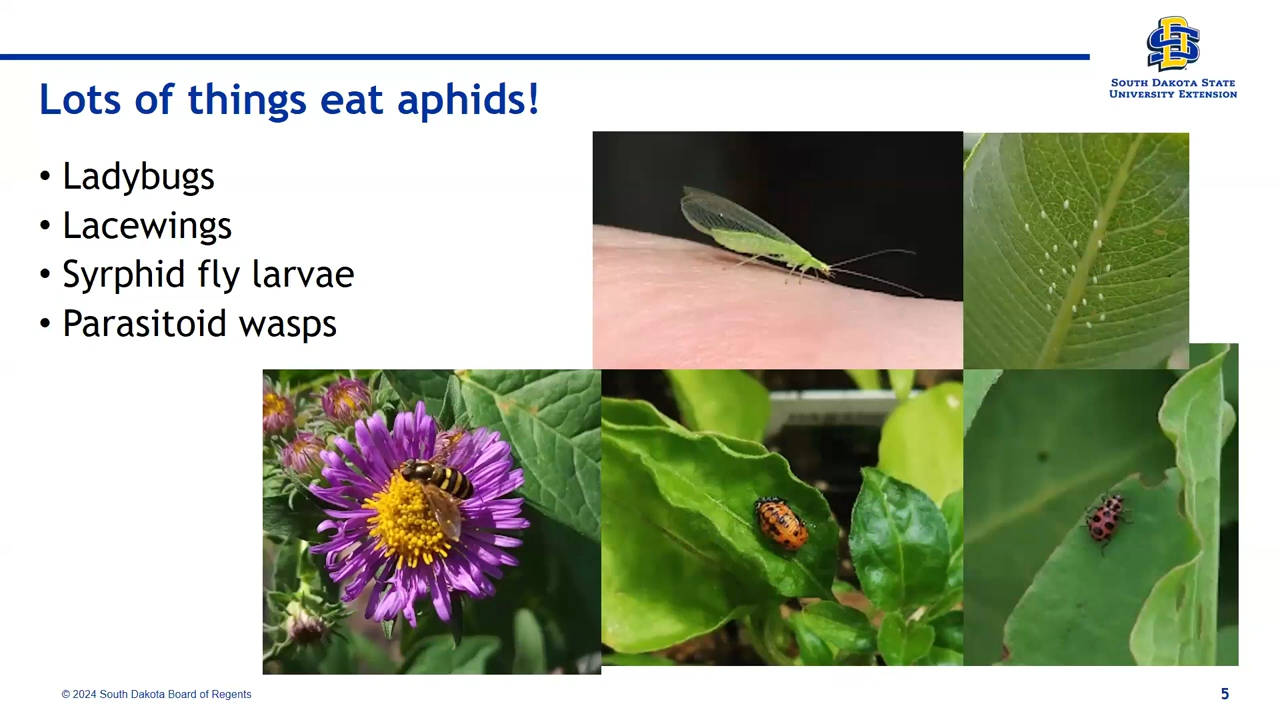 SOUTH DAKOTA STATE
UNIVERSITY EXTENSION
Lots of things eat aphids!
• Ladybugs
• Lacewings
• Syrphid fly larvae
• Parasitoid wasps
© 2024 South Dakota Board of Regents
5